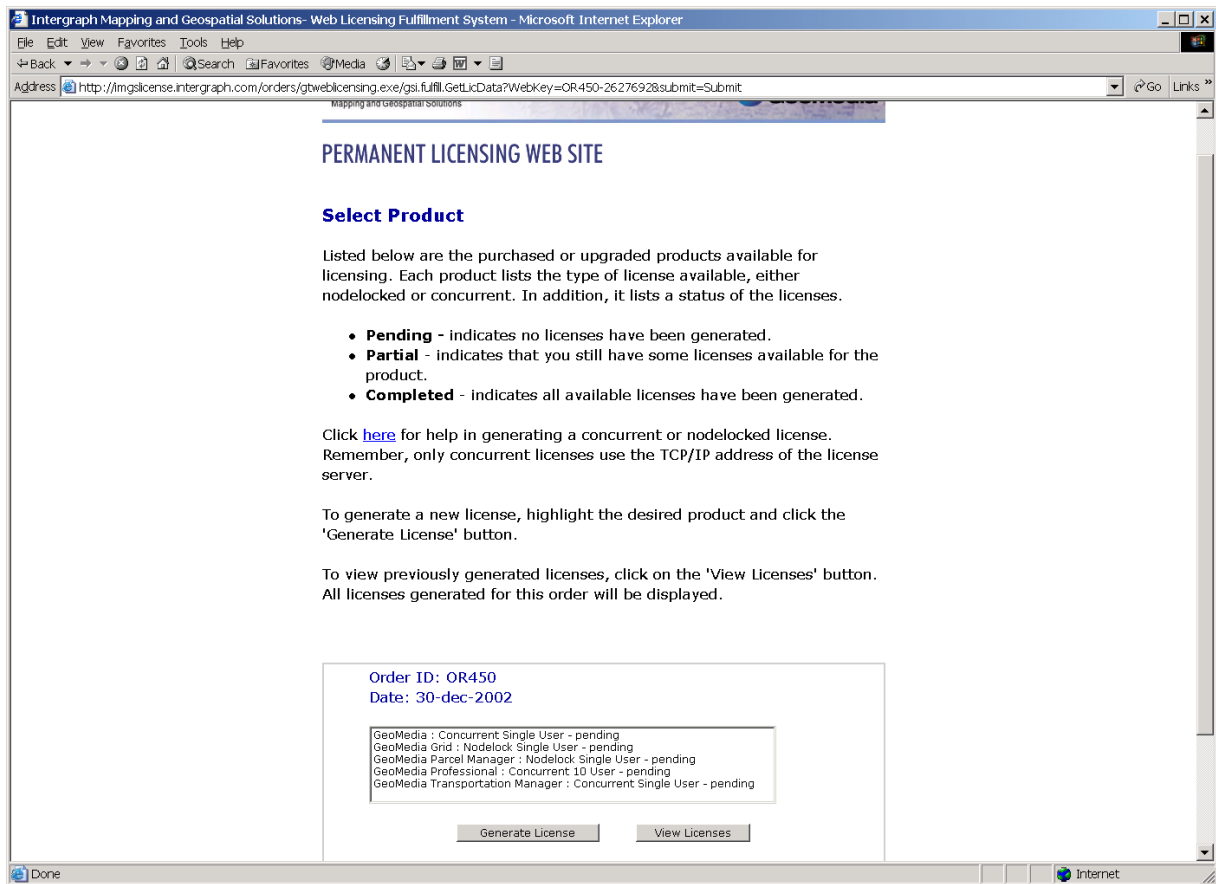 Intergraph Mapping and Geospatial Solutions- Web Licensing Fulfillment System - Microsoft Internet Explorer
File Edit View Favorites Tools Help
Back Search Favorites Media
Address http://imgslicense.intergraph.com/orders/gtweblicensing.exe/gsi.fulfill.GetLicData?WebKey=OR450-2627692&submit=Submit Go Links »
Mapping and Geospatial Solutions GeoMedia
PERMANENT LICENSING WEB SITE
Select Product
Listed below are the purchased or upgraded products available for
licensing. Each product lists the type of license available, either
nodelocked or concurrent. In addition, it lists a status of the licenses.
• Pending - indicates no licenses have been generated.
• Partial - indicates that you still have some licenses available for the
product.
• Completed - indicates all available licenses have been generated.
Click here for help in generating a concurrent or nodelocked license.
Remember, only concurrent licenses use the TCP/IP address of the license
server.
To generate a new license, highlight the desired product and click the
'Generate License' button.
To view previously generated licenses, click on the 'View Licenses' button.
All licenses generated for this order will be displayed.
Order ID: OR450
Date: 30-dec-2002
GeoMedia : Concurrent Single User - pending
GeoMedia Grid : Nodelock Single User - pending
GeoMedia Parcel Manager : Nodelock Single User - pending
GeoMedia Professional : Concurrent 10 User - pending
GeoMedia Transportation Manager : Concurrent Single User - pending
Generate License View Licenses
Done Internet